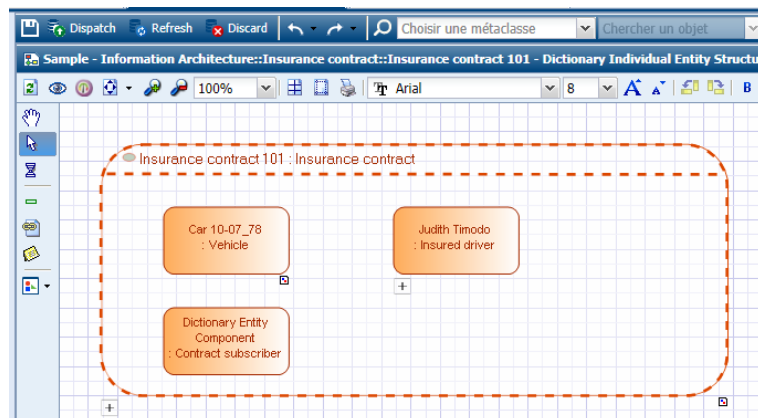 Dispatch Refresh Discard Choisir une métaclasse Chercher un objet
Sample - Information Architecture::Insurance contract::Insurance contract 101 - Dictionary Individual Entity Structu
100% Arial 8 A A B
Insurance contract 101 : Insurance contract
Car 10-07_78
: Vehicle
Judith Timodo
: Insured driver
Dictionary Entity
Component
: Contract subscriber